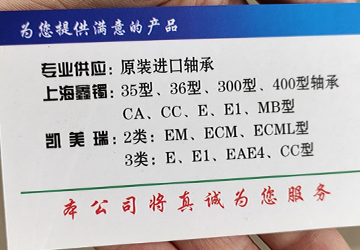 为您提供满意的产品
专业供应：原装进口轴承
上海鑫镯：35型、36型、300型、400型轴承
CA、CC、E、E1、MB型
凯美瑞：2类：EM、ECM、ECML型
3类：E、E1、EAE4、CC型
本公司将真诚为您服务